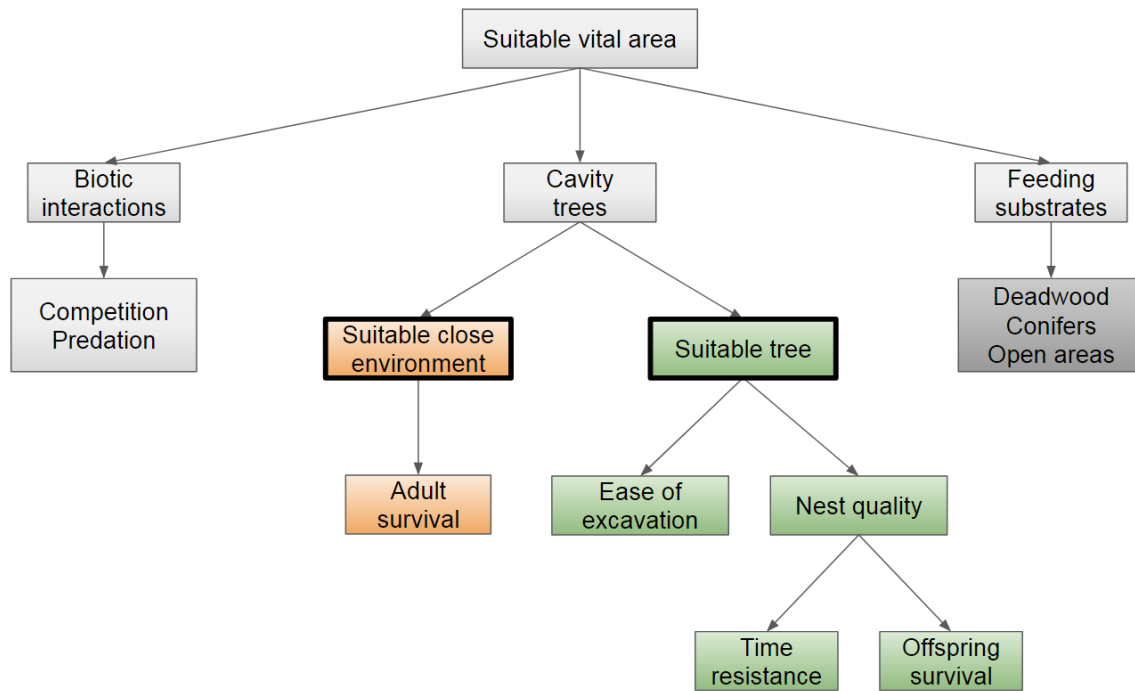 Suitable vital area
Biotic
interactions
Cavity
trees
Feeding
substrates
Competition
Predation
Deadwood
Conifers
Open areas
Suitable close
environment
Suitable tree
Adult
survival
Ease of
excavation
Nest quality
Time
resistance
Offspring
survival